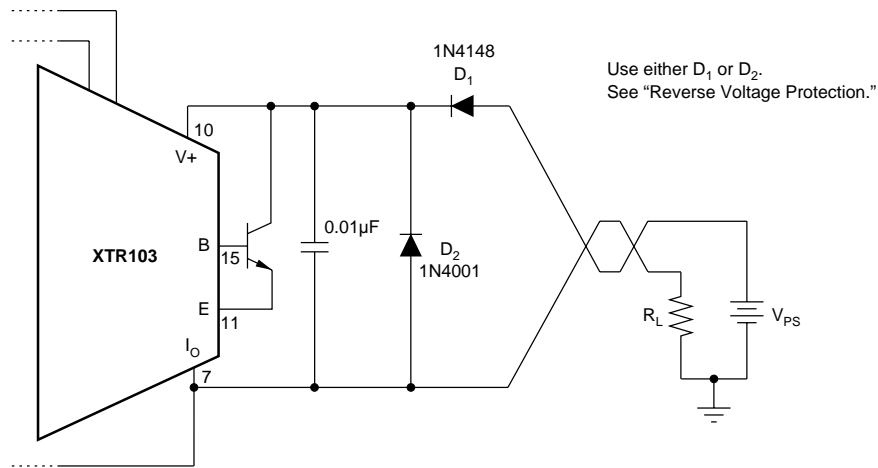 1N4148
D1
Use either D1 or D2.
See “Reverse Voltage Protection.”
10
V+
XTR103
B
15
E
11
IO
7
0.01µF
D2
1N4001
RL
VPS